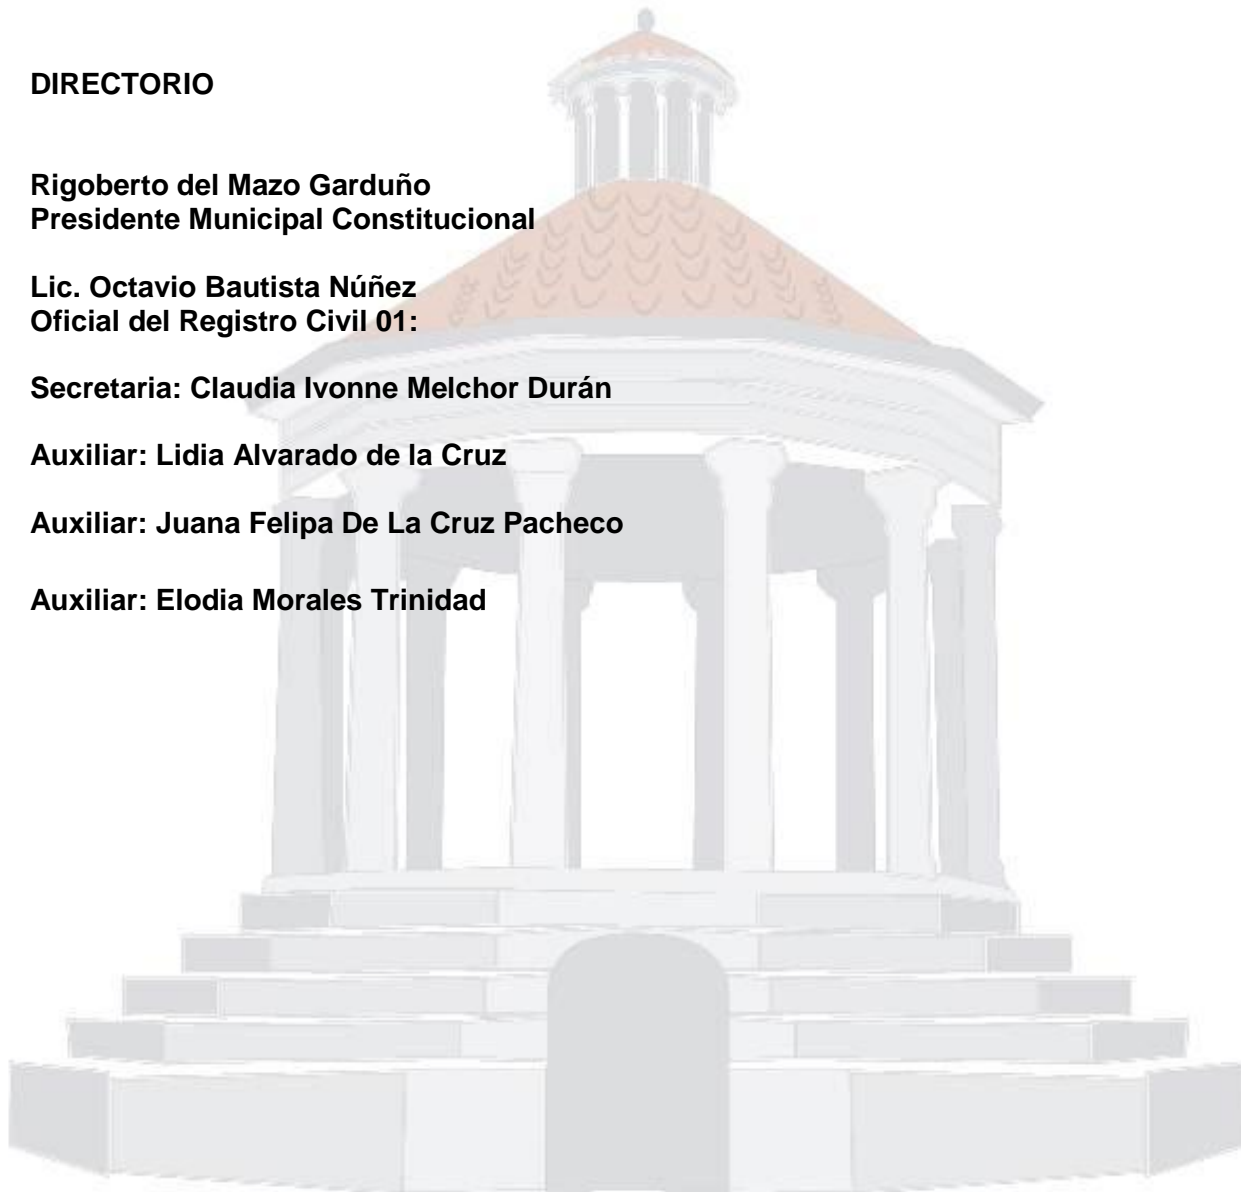 DIRECTORIO
Rigoberto del Mazo Garduño
Presidente Municipal Constitucional
Lic. Octavio Bautista Núñez
Oficial del Registro Civil 01:
Secretaria: Claudia Ivonne Melchor Durán
Auxiliar: Lidia Alvarado de la Cruz
Auxiliar: Juana Felipa De La Cruz Pacheco
Auxiliar: Elodia Morales Trinidad